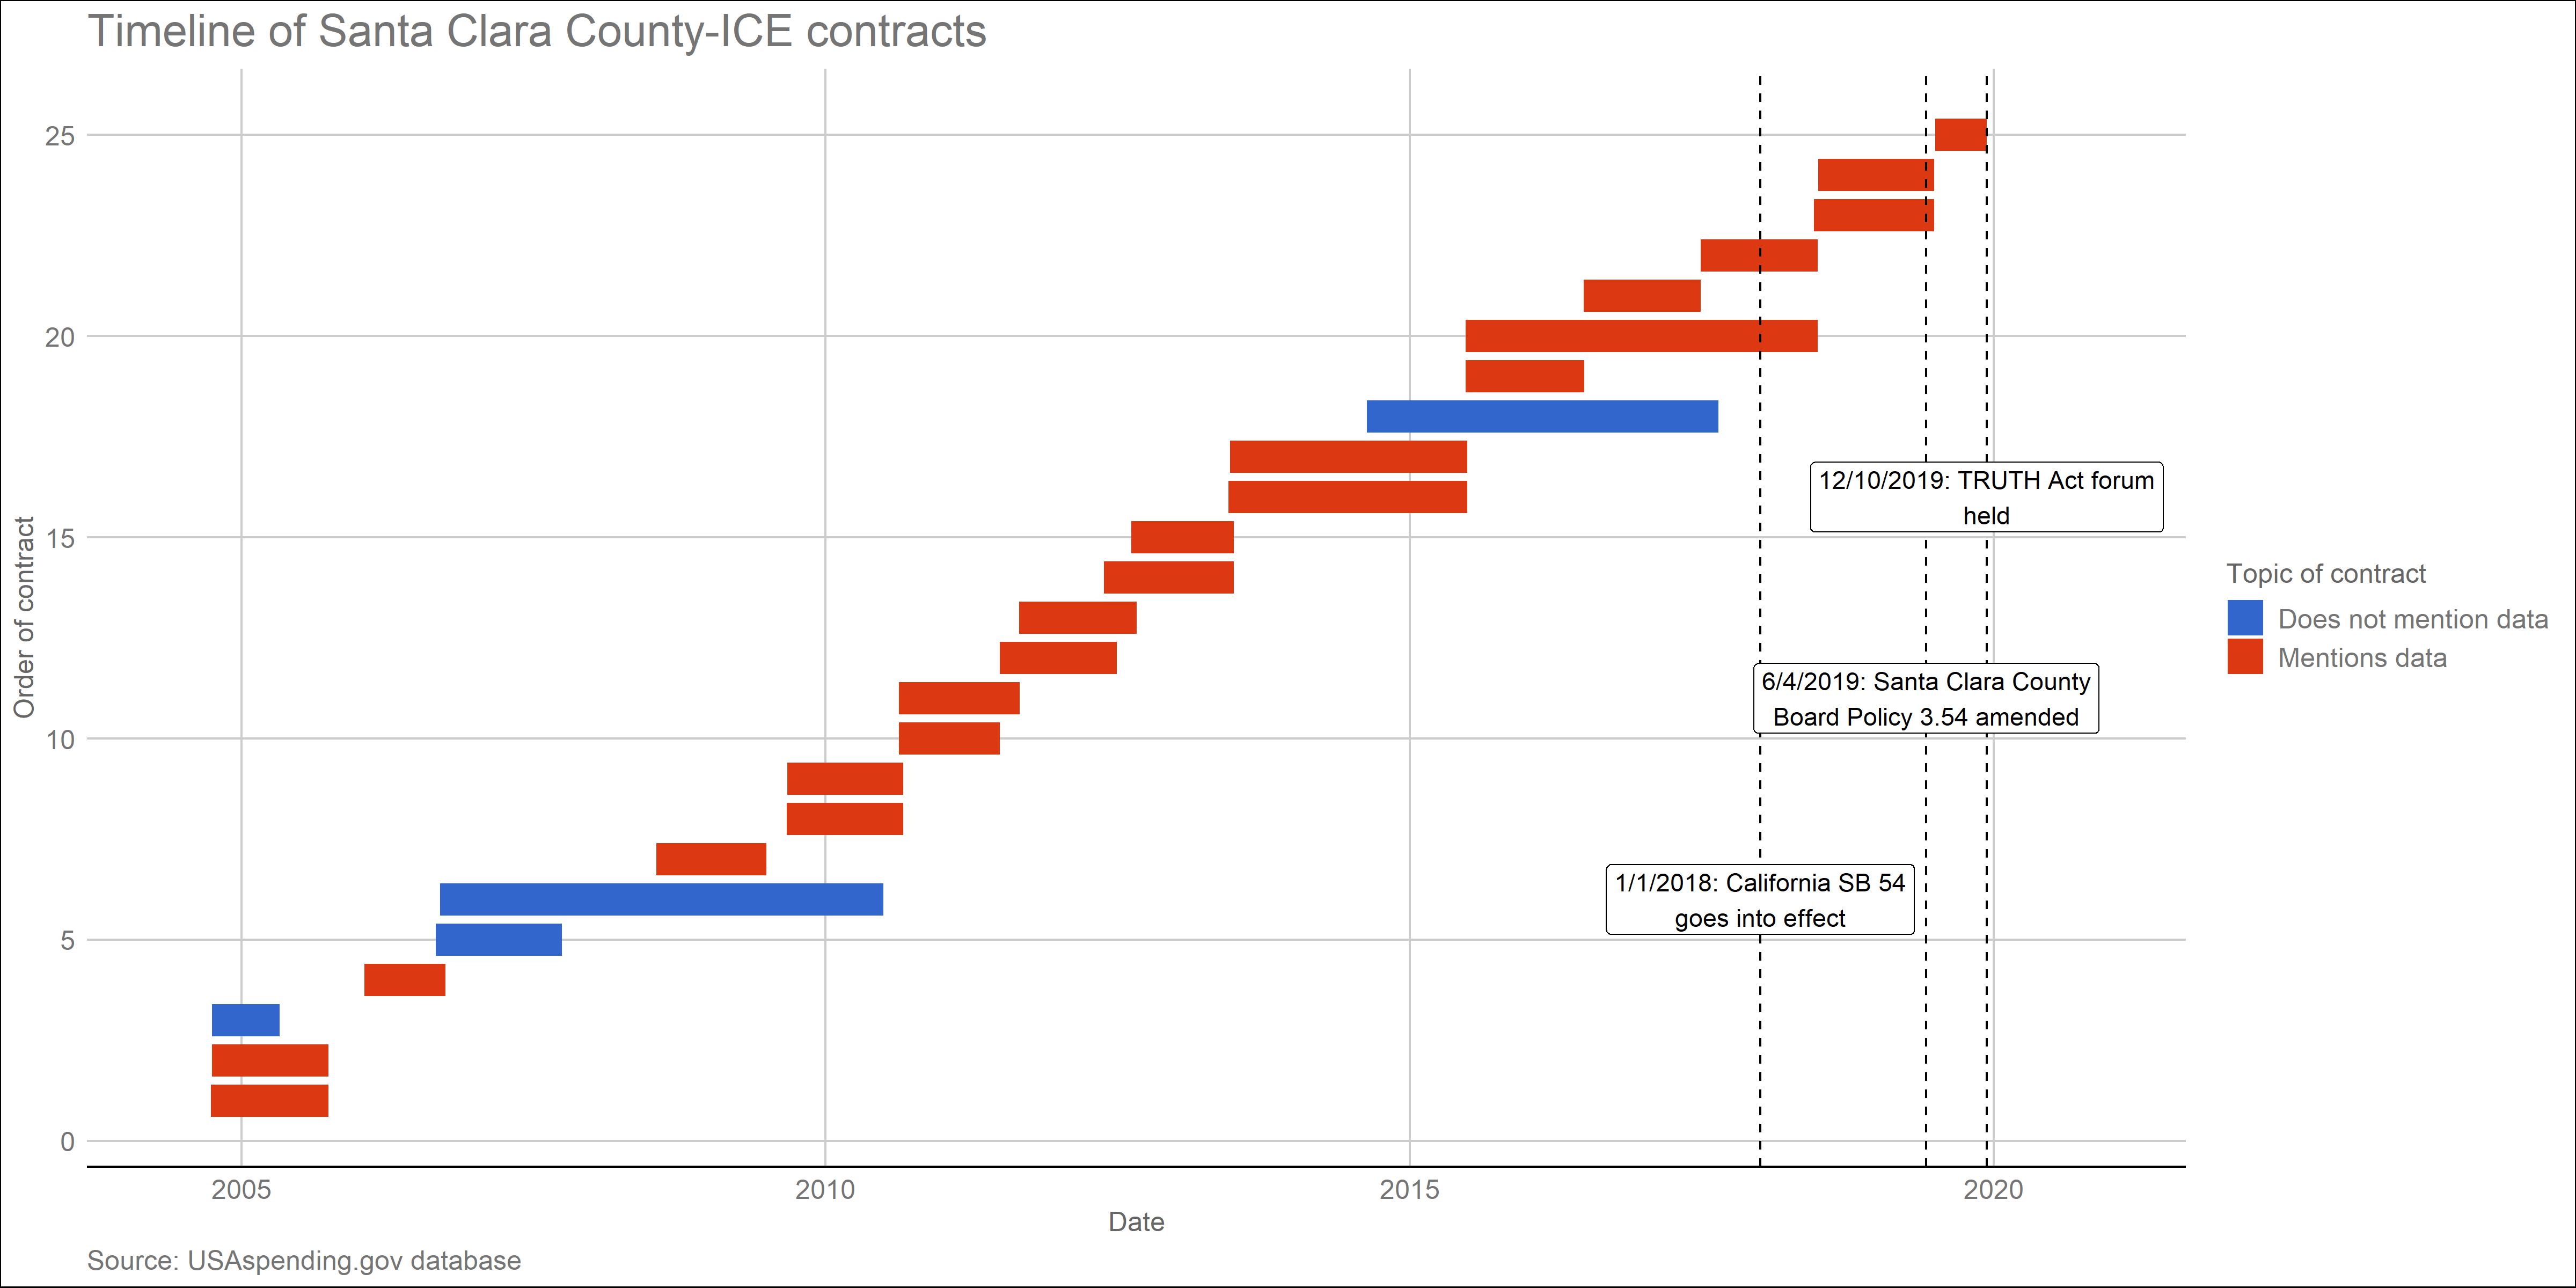 Timeline of Santa Clara County-ICE contracts
25
20
15
10
5
0
Order of contract
12/10/2019: TRUTH Act forum
held
6/4/2019: Santa Clara County
Board Policy 3.54 amended
1/1/2018: California SB 54
goes into effect
Topic of contract
Does not mention data
Mentions data
2005 2010 2015 2020
Date
Source: USAspending.gov database